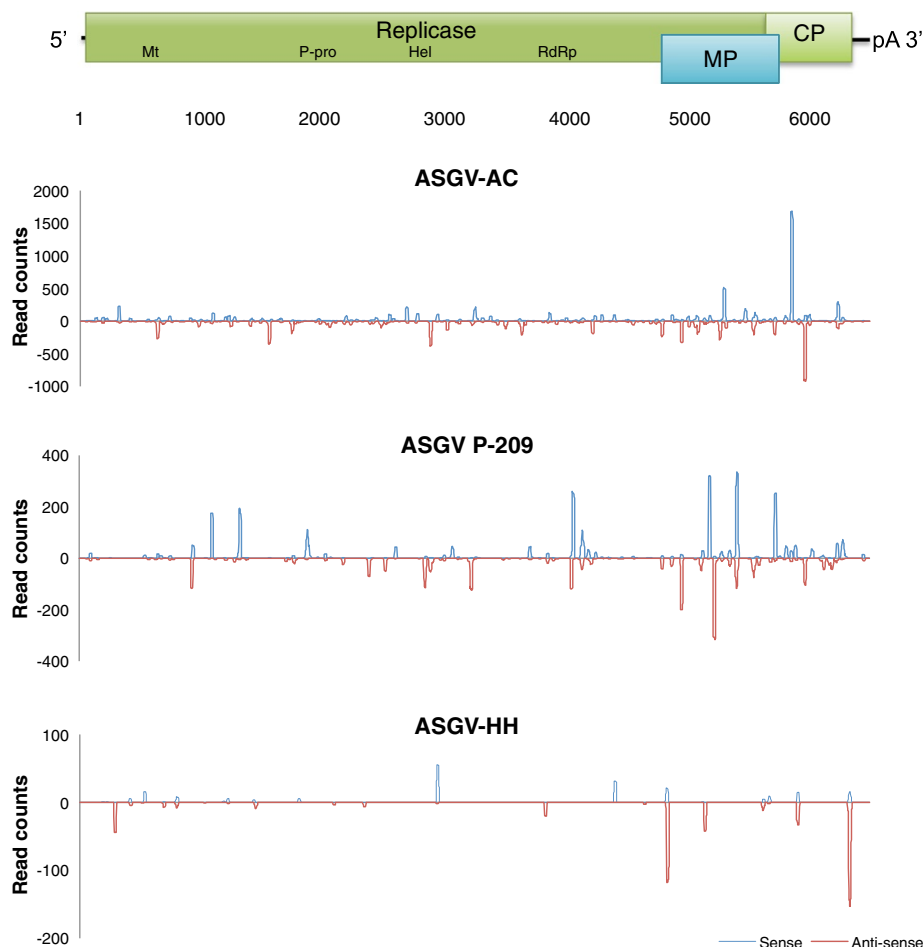 Replicase
5' Mt P-pro Hel RdRp MP CP pA 3'
1 1000 2000 3000 4000 5000 6000
ASGV-AC
Read counts
2000
1500
1000
500
0
-500
-1000
ASGV P-209
Read counts
400
200
0
-200
-400
ASGV-HH
Read counts
100
0
-100
-200
Sense Anti-sense